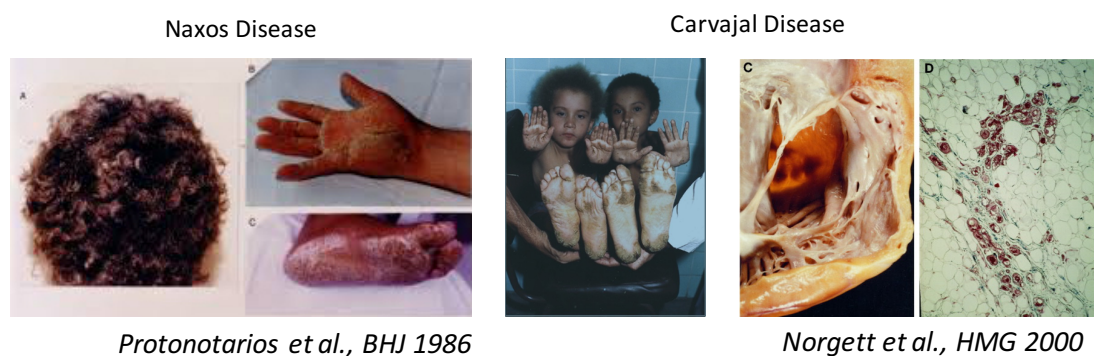 Naxos Disease
Carvajal Disease
A
B
C
C
D
Protonotarios et al., BHJ 1986
Norgett et al., HMG 2000